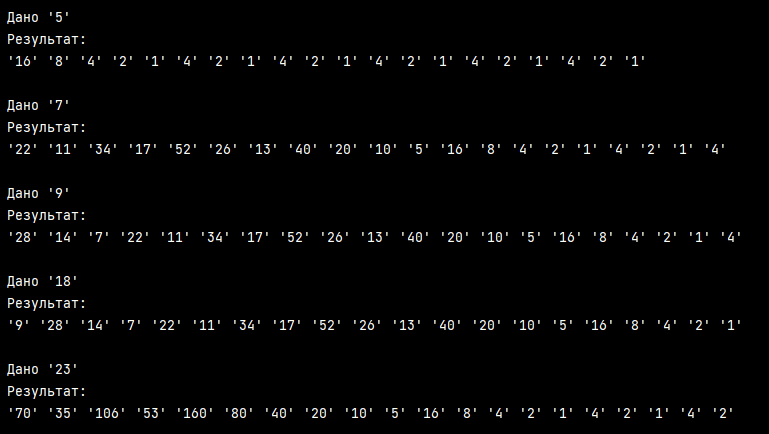 Дано '5'
Результат:
'16' '8' '4' '2' '1' '4' '2' '1' '4' '2' '1' '4' '2' '1' '4' '2' '1' '4' '2' '1'
Дано '7'
Результат:
'22' '11' '34' '17' '52' '26' '13' '40' '20' '10' '5' '16' '8' '4' '2' '1' '4' '2' '1' '4'
Дано '9'
Результат:
'28' '14' '7' '22' '11' '34' '17' '52' '26' '13' '40' '20' '10' '5' '16' '8' '4' '2' '1' '4'
Дано '18'
Результат:
'9' '28' '14' '7' '22' '11' '34' '17' '52' '26' '13' '40' '20' '10' '5' '16' '8' '4' '2' '1'
Дано '23'
Результат:
'70' '35' '106' '53' '160' '80' '40' '20' '10' '5' '16' '8' '4' '2' '1' '4' '2' '1' '4' '2'